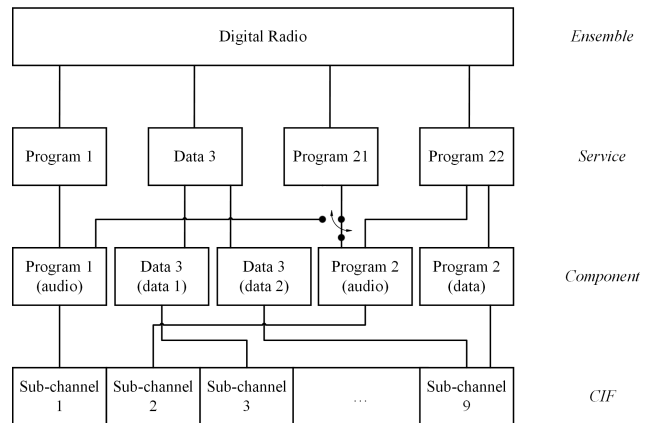 Digital Radio
Ensemble
Program 1
Data 3
Program 21
Program 22
Service
Program 1
(audio)
Data 3
(data 1)
Data 3
(data 2)
Program 2
(audio)
Program 2
(data)
Component
Sub-channel
1
Sub-channel
2
Sub-channel
3
...
Sub-channel
9
CIF